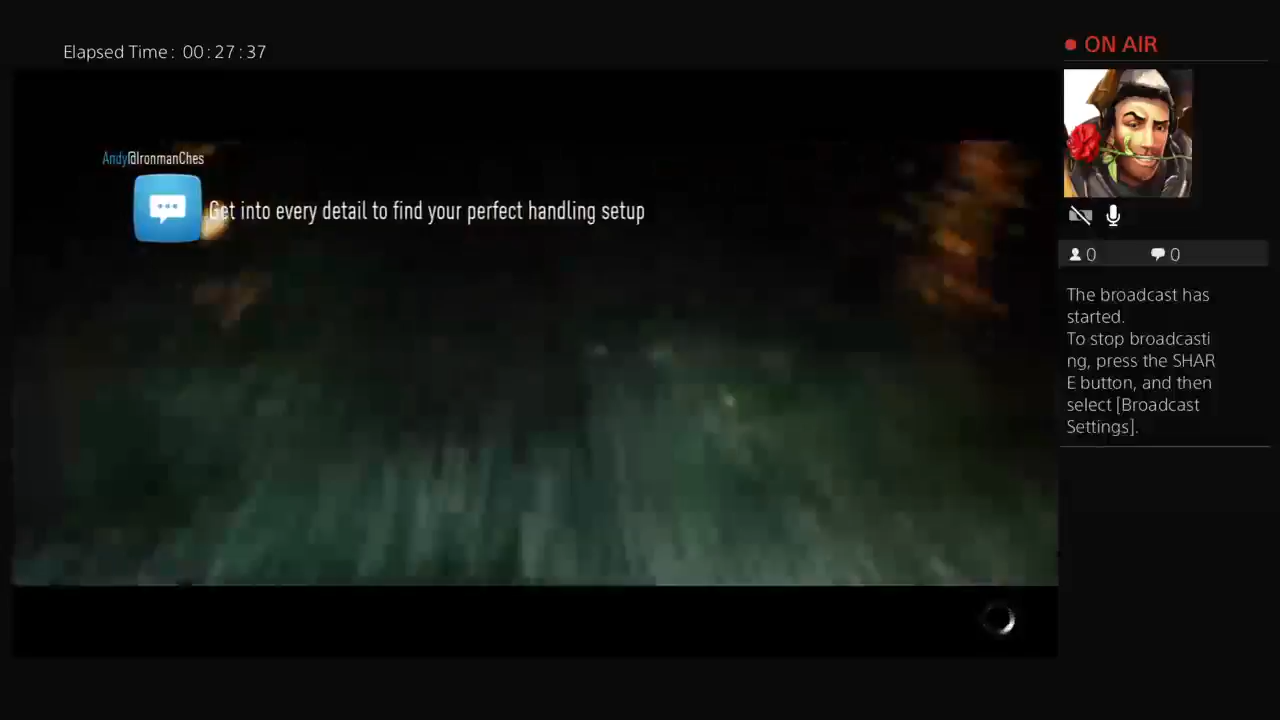 Elapsed Time: 00:27:37
ON AIR
Andy@IronmanChes
Get into every detail to find your perfect handling setup
0 0
The broadcast has
started.
To stop broadcasti
ng, press the SHAR
E button, and then
select [Broadcast
Settings].